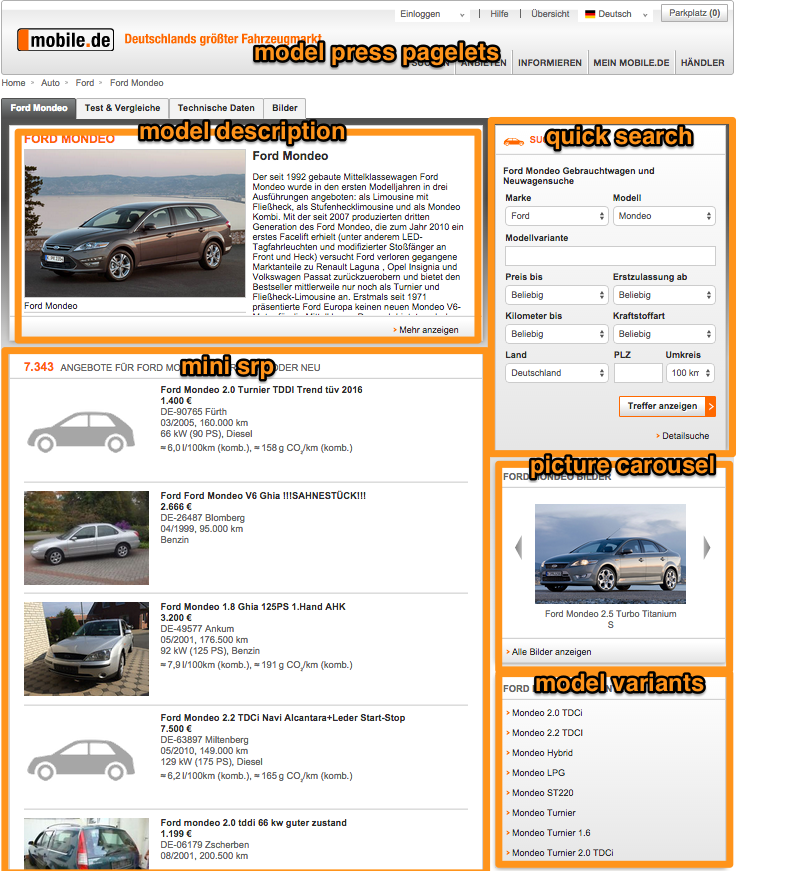 Einloggen
Hilfe
Übersicht
Deutsch
Parkplatz (0)
mobile.de
Deutschlands größter Fahrzeugmarkt
model press pagelets
INFORMIEREN
MEIN MOBILE.DE
HÄNDLER
Home > Auto > Ford > Ford Mondeo
Ford Mondeo
Test & Vergleiche
Technische Daten
Bilder
model description
FORD MONDEO
Ford Mondeo
Der seit 1992 gebaute Mittelklassewagen Ford
Mondeo wurde in den ersten Modelljahren in drei
Ausführungen angeboten: als Limousine mit
Fließheck, als Stufenhecklimousine und als Mondeo
Kombi. Mit der seit 2007 produzierten dritten
Generation des Ford Mondeo, die zum Jahr 2010 ein
erstes Facelift erhielt (unter anderem LED-
Tagfahrleuchten und modifizierter Stoßfänger an
Front und Heck) versucht Ford verloren gegangene
Marktanteile zu Renault Laguna , Opel Insignia und
Volkswagen Passat zurückzuerobern und bietet den
Bestseller mittlerweile nur noch als Turnier und
Fließheck-Limousine an. Erstmals seit 1971
präsentierte Ford Europa keinen neuen Mondeo V6-
Ford Mondeo
> Mehr anzeigen
quick search
Ford Mondeo Gebrauchtwagen und
Neuwagensuche
Marke
Modell
Ford
Mondeo
Modellvariante
Preis bis
Erstzulassung ab
Beliebig
Beliebig
Kilometer bis
Kraftstoffart
Beliebig
Beliebig
Land
PLZ
Umkreis
Deutschland
100 km
Treffer anzeigen
> Detailsuche
mini srp
7.343 ANGEBOTE FÜR FORD ODER NEU
Ford Mondeo 2.0 Turnier TDDI Trend tüv 2016
1.400 €
DE-90765 Fürth
03/2005, 160.000 km
66 kW (90 PS), Diesel
≈ 6,0 l/100km (komb.), ≈ 158 g CO₂/km (komb.)
Ford Ford Mondeo V6 Ghia !!!SAHNESTÜCK!!!
2.666 €
DE-26487 Blomberg
04/1999, 95.000 km
Benzin
Ford Mondeo 1.8 Ghia 125PS 1.Hand AHK
3.200 €
DE-49577 Ankum
05/2001, 176.500 km
92 kW (125 PS), Benzin
≈ 7,9 l/100km (komb.), ≈ 191 g CO₂/km (komb.)
Ford Mondeo 2.2 TDCi Navi Alcantara+Leder Start-Stop
7.500 €
DE-63897 Miltenberg
05/2010, 149.000 km
129 kW (175 PS), Diesel
≈ 6,2 l/100km (komb.), ≈ 165 g CO₂/km (komb.)
Ford mondeo 2.0 tddi 66 kw guter zustand
1.199 €
DE-06179 Zscherben
08/2001, 200.500 km
picture carousel
FORD MONDEO BILDER
Ford Mondeo 2.5 Turbo Titanium
S
> Alle Bilder anzeigen
model variants
FORD
> Mondeo 2.0 TDCi
> Mondeo 2.2 TDCI
> Mondeo Hybrid
> Mondeo LPG
> Mondeo ST220
> Mondeo Turnier
> Mondeo Turnier 1.6
> Mondeo Turnier 2.0 TDCi